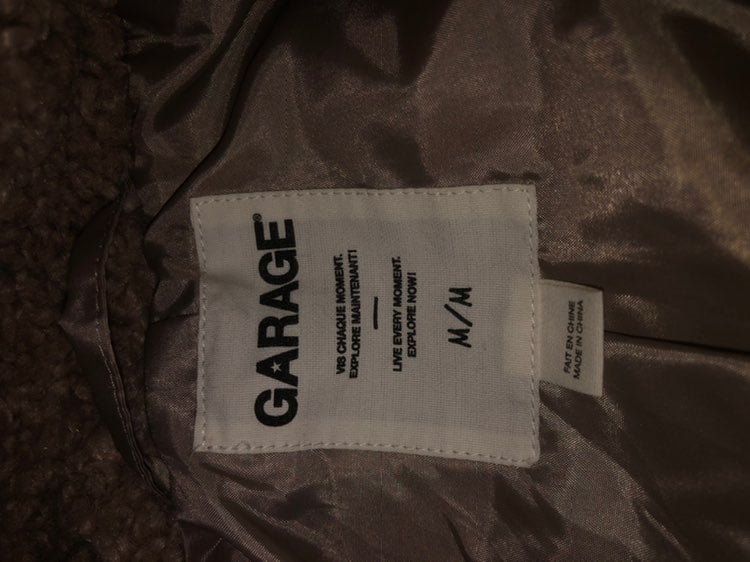 GARAGE®
VIS CHAQUE MOMENT.
EXPLORE MAINTENANT!
LIVE EVERY MOMENT.
EXPLORE NOW!
M/M
FAIT EN CHINE
MADE IN CHINA